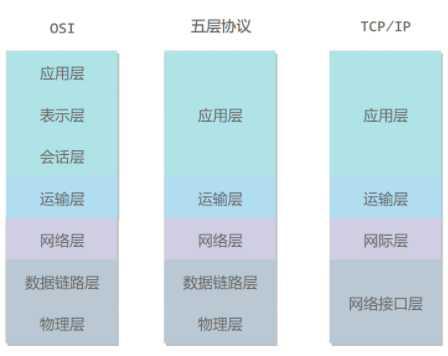 OSI
五层协议
TCP/IP
应用层
表示层
会话层
运输层
网络层
数据链路层
物理层
应用层
运输层
网络层
数据链路层
物理层
应用层
运输层
网际层
网络接口层